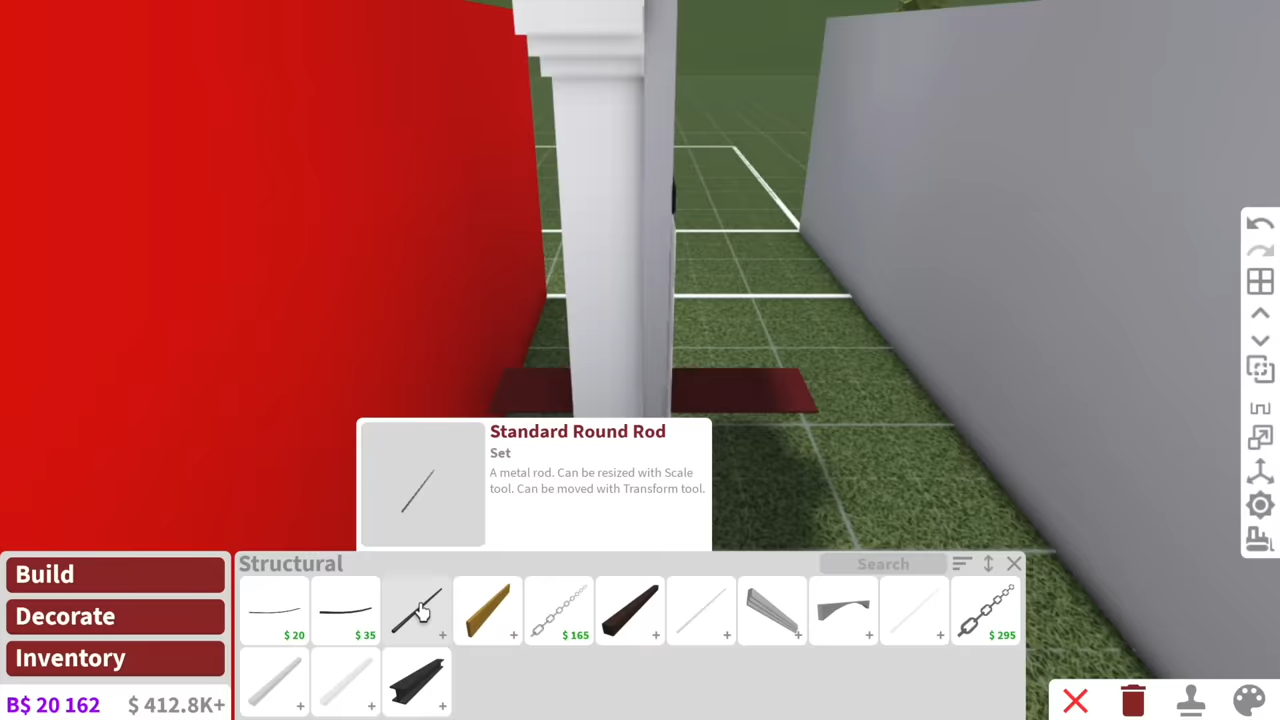 Standard Round Rod
Set
A metal rod. Can be resized with Scale
tool. Can be moved with Transform tool.
Build
Decorate
Inventory
B$ 20 162
$ 412.8K+
Structural
Search
$ 20
$ 35
+
+
$ 165
+
+
+
+
+
$ 295
+
+
+